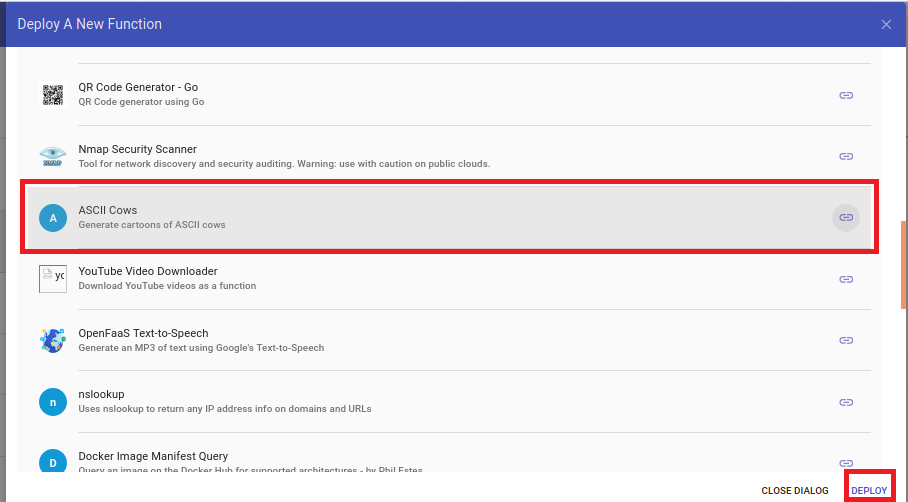 Deploy A New Function
QR Code Generator - Go
QR Code generator using Go
Nmap Security Scanner
Tool for network discovery and security auditing. Warning: use with caution on public clouds.
A
ASCII Cows
Generate cartoons of ASCII cows
yc
YouTube Video Downloader
Download YouTube videos as a function
OpenFaaS Text-to-Speech
Generate an MP3 of text using Google's Text-to-Speech
n
nslookup
Uses nslookup to return any IP address info on domains and URLs
D
Docker Image Manifest Query
Query an image on the Docker Hub for supported architectures - by Phil Estes
CLOSE DIALOG
DEPLOY